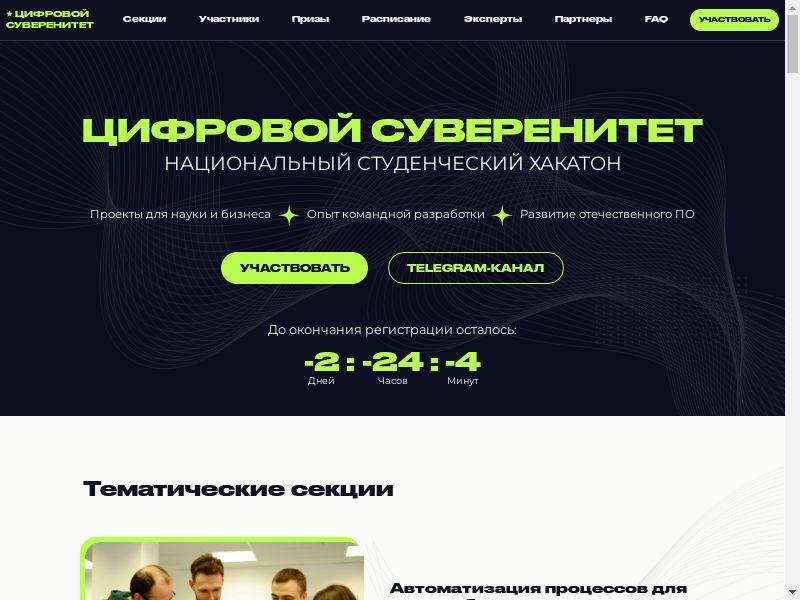 ★ ЦИФРОВОЙ
СУВЕРЕНИТЕТ
Секции
Участники
Призы
Расписание
Эксперты
Партнеры
FAQ
УЧАСТВОВАТЬ
ЦИФРОВОЙ СУВЕРЕНИТЕТ
НАЦИОНАЛЬНЫЙ СТУДЕНЧЕСКИЙ ХАКАТОН
Проекты для науки и бизнеса
Опыт командной разработки
Развитие отечественного ПО
УЧАСТВОВАТЬ
TELEGRAM-КАНАЛ
До окончания регистрации осталось:
-2 : -24 : -4
Дней
Часов
Минут
Тематические секции
Автоматизация процессов для